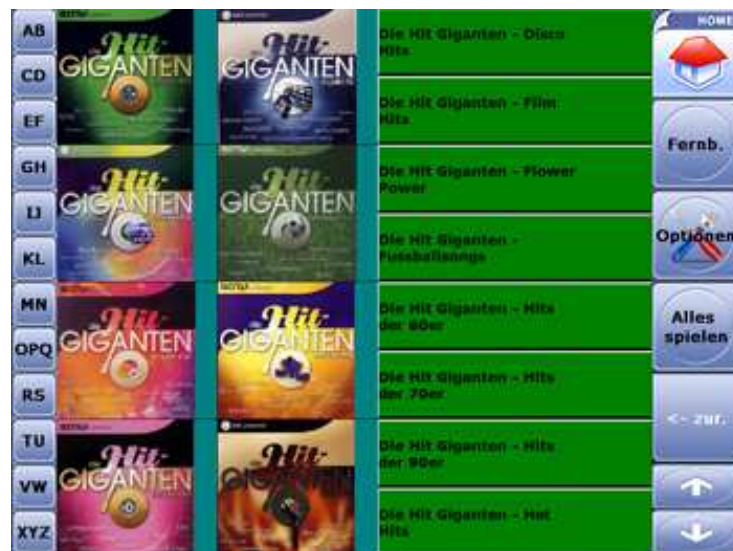 AB
CD
EF
GH
IJ
KL
MN
OPQ
RS
TU
VW
XYZ
Hit-
GIGANTEN
Hit-
GIGANTEN
Hit-
GIGANTEN
Hit-
GIGANTEN
Hit-
GIGANTEN
Hit-
GIGANTEN
Hit-
GIGANTEN
Hit-
GIGANTEN
Die Hit Giganten - Disco
Hits
Die Hit Giganten - Film
Hits
Die Hit Giganten - Flower
Power
Die Hit Giganten -
Fussballsongs
Die Hit Giganten - Hits
der 60er
Die Hit Giganten - Hits
der 70er
Die Hit Giganten - Hits
der 90er
Die Hit Giganten - Hot
Hits
HOME
Fernb.
Optionen
Alles
spielen
<- zur.